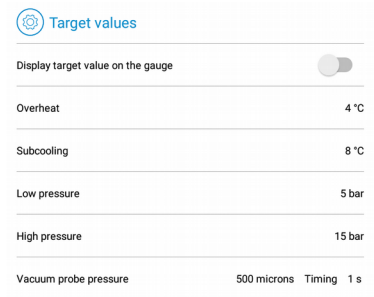 Target values
Display target value on the gauge
Overheat 4 °C
Subcooling 8 °C
Low pressure 5 bar
High pressure 15 bar
Vacuum probe pressure 500 microns Timing 1 s